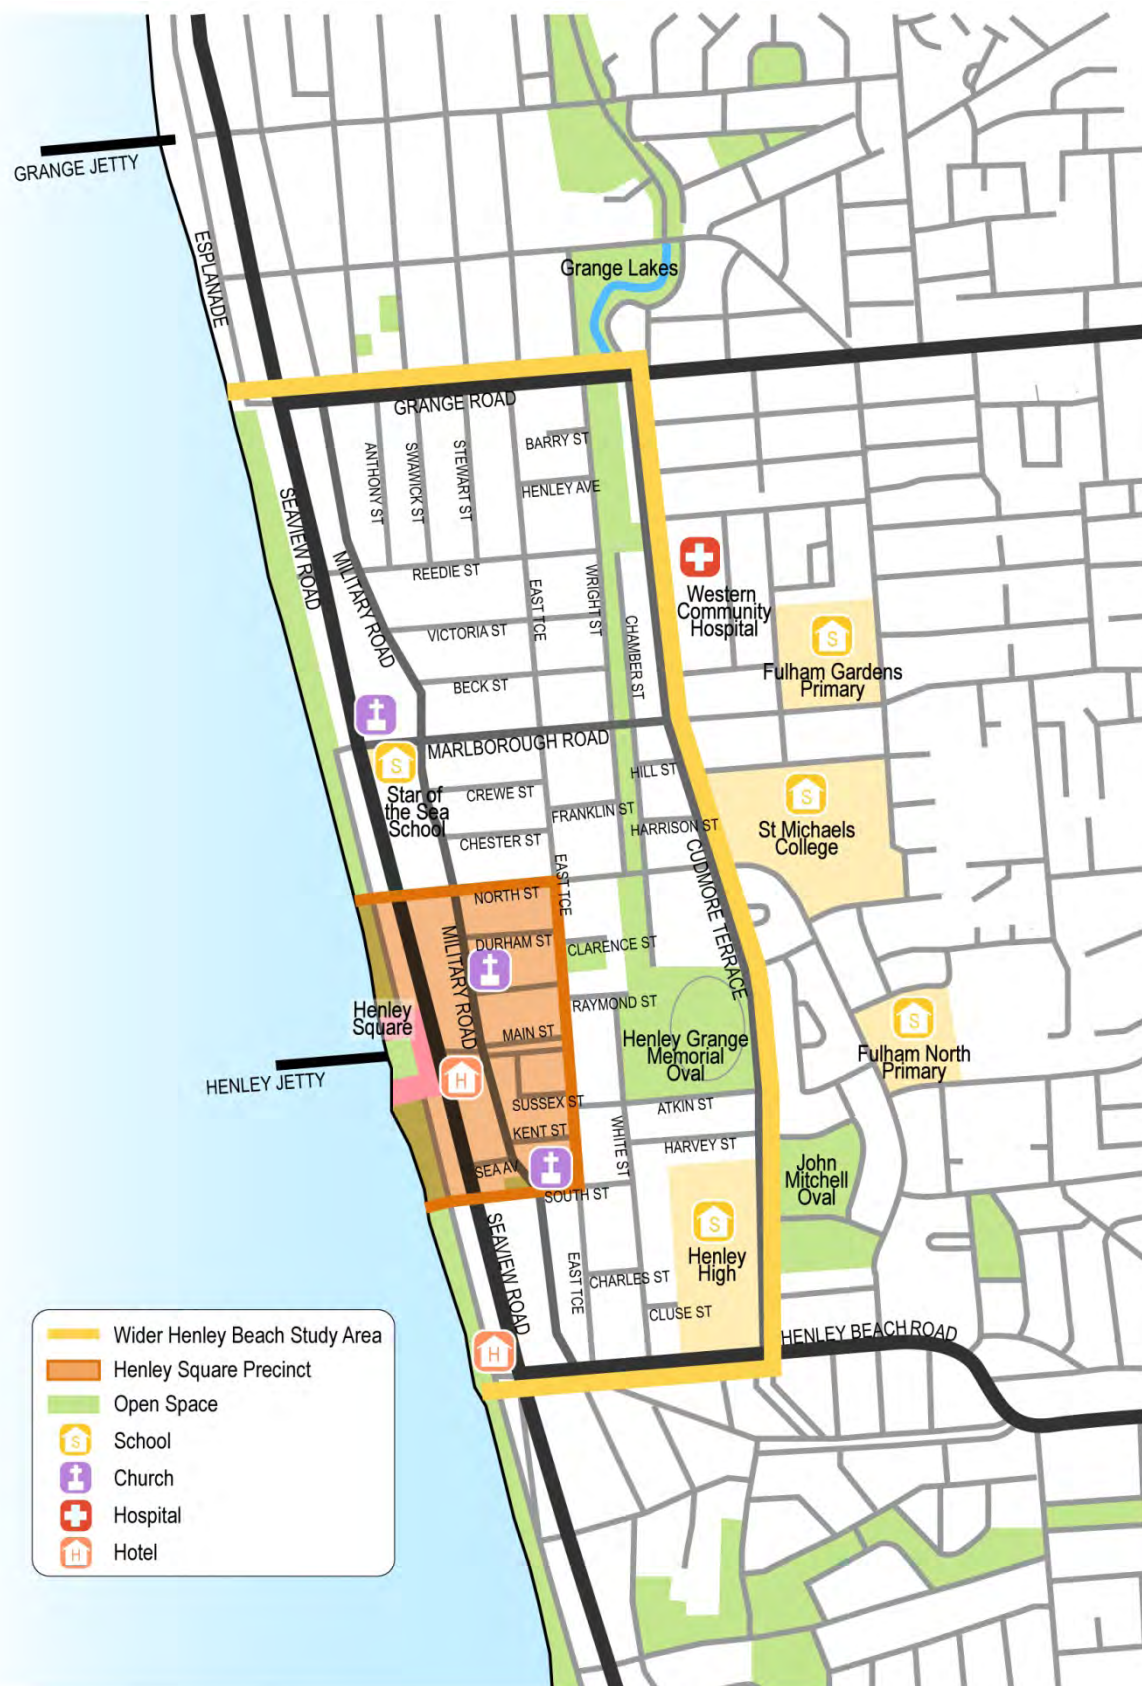 GRANGE JETTY
ESPLANADE
Grange Lakes
GRANGE ROAD
BARRY ST
HENLEY AVE
ANTHONY ST
SWAWICK ST
STEWART ST
SEAVIEW ROAD
MILITARY ROAD
REEDIE ST
EAST TCE
WRIGHT ST
CHAMBER ST
VICTORIA ST
BECK ST
Western
Community
Hospital
S
Fulham Gardens
Primary
MARLBOROUGH ROAD
S
Star of
the Sea
School
CREWE ST
CHESTER ST
FRANKLIN ST
HILL ST
HARRISON ST
CUDMORE TERRACE
S
St Michaels
College
NORTH ST
EAST TCE
DURHAM ST
MILITARY ROAD
CLARENCE ST
RAYMOND ST
Henley
Square
MAIN ST
Henley Grange
Memorial
Oval
S
Fulham North
Primary
HENLEY JETTY
H
SUSSEX ST
KENT ST
SEA AV
SOUTH ST
ATKIN ST
HARVEY ST
WHITE ST
John
Mitchell
Oval
S
Henley
High
SEAVIEW ROAD
EAST TCE
CHARLES ST
CLUSE ST
HENLEY BEACH ROAD
H
Wider Henley Beach Study Area
Henley Square Precinct
Open Space
S School
Church
Hospital
H Hotel